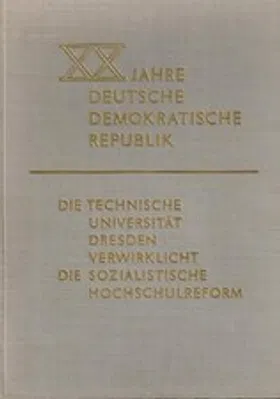 XX JAHRE
DEUTSCHE
DEMOKRATISCHE
REPUBLIK
DIE TECHNISCHE
UNIVERSITÄT
DRESDEN
VERWIRKLICHT
DIE SOZIALISTISCHE
HOCHSCHULREFORM